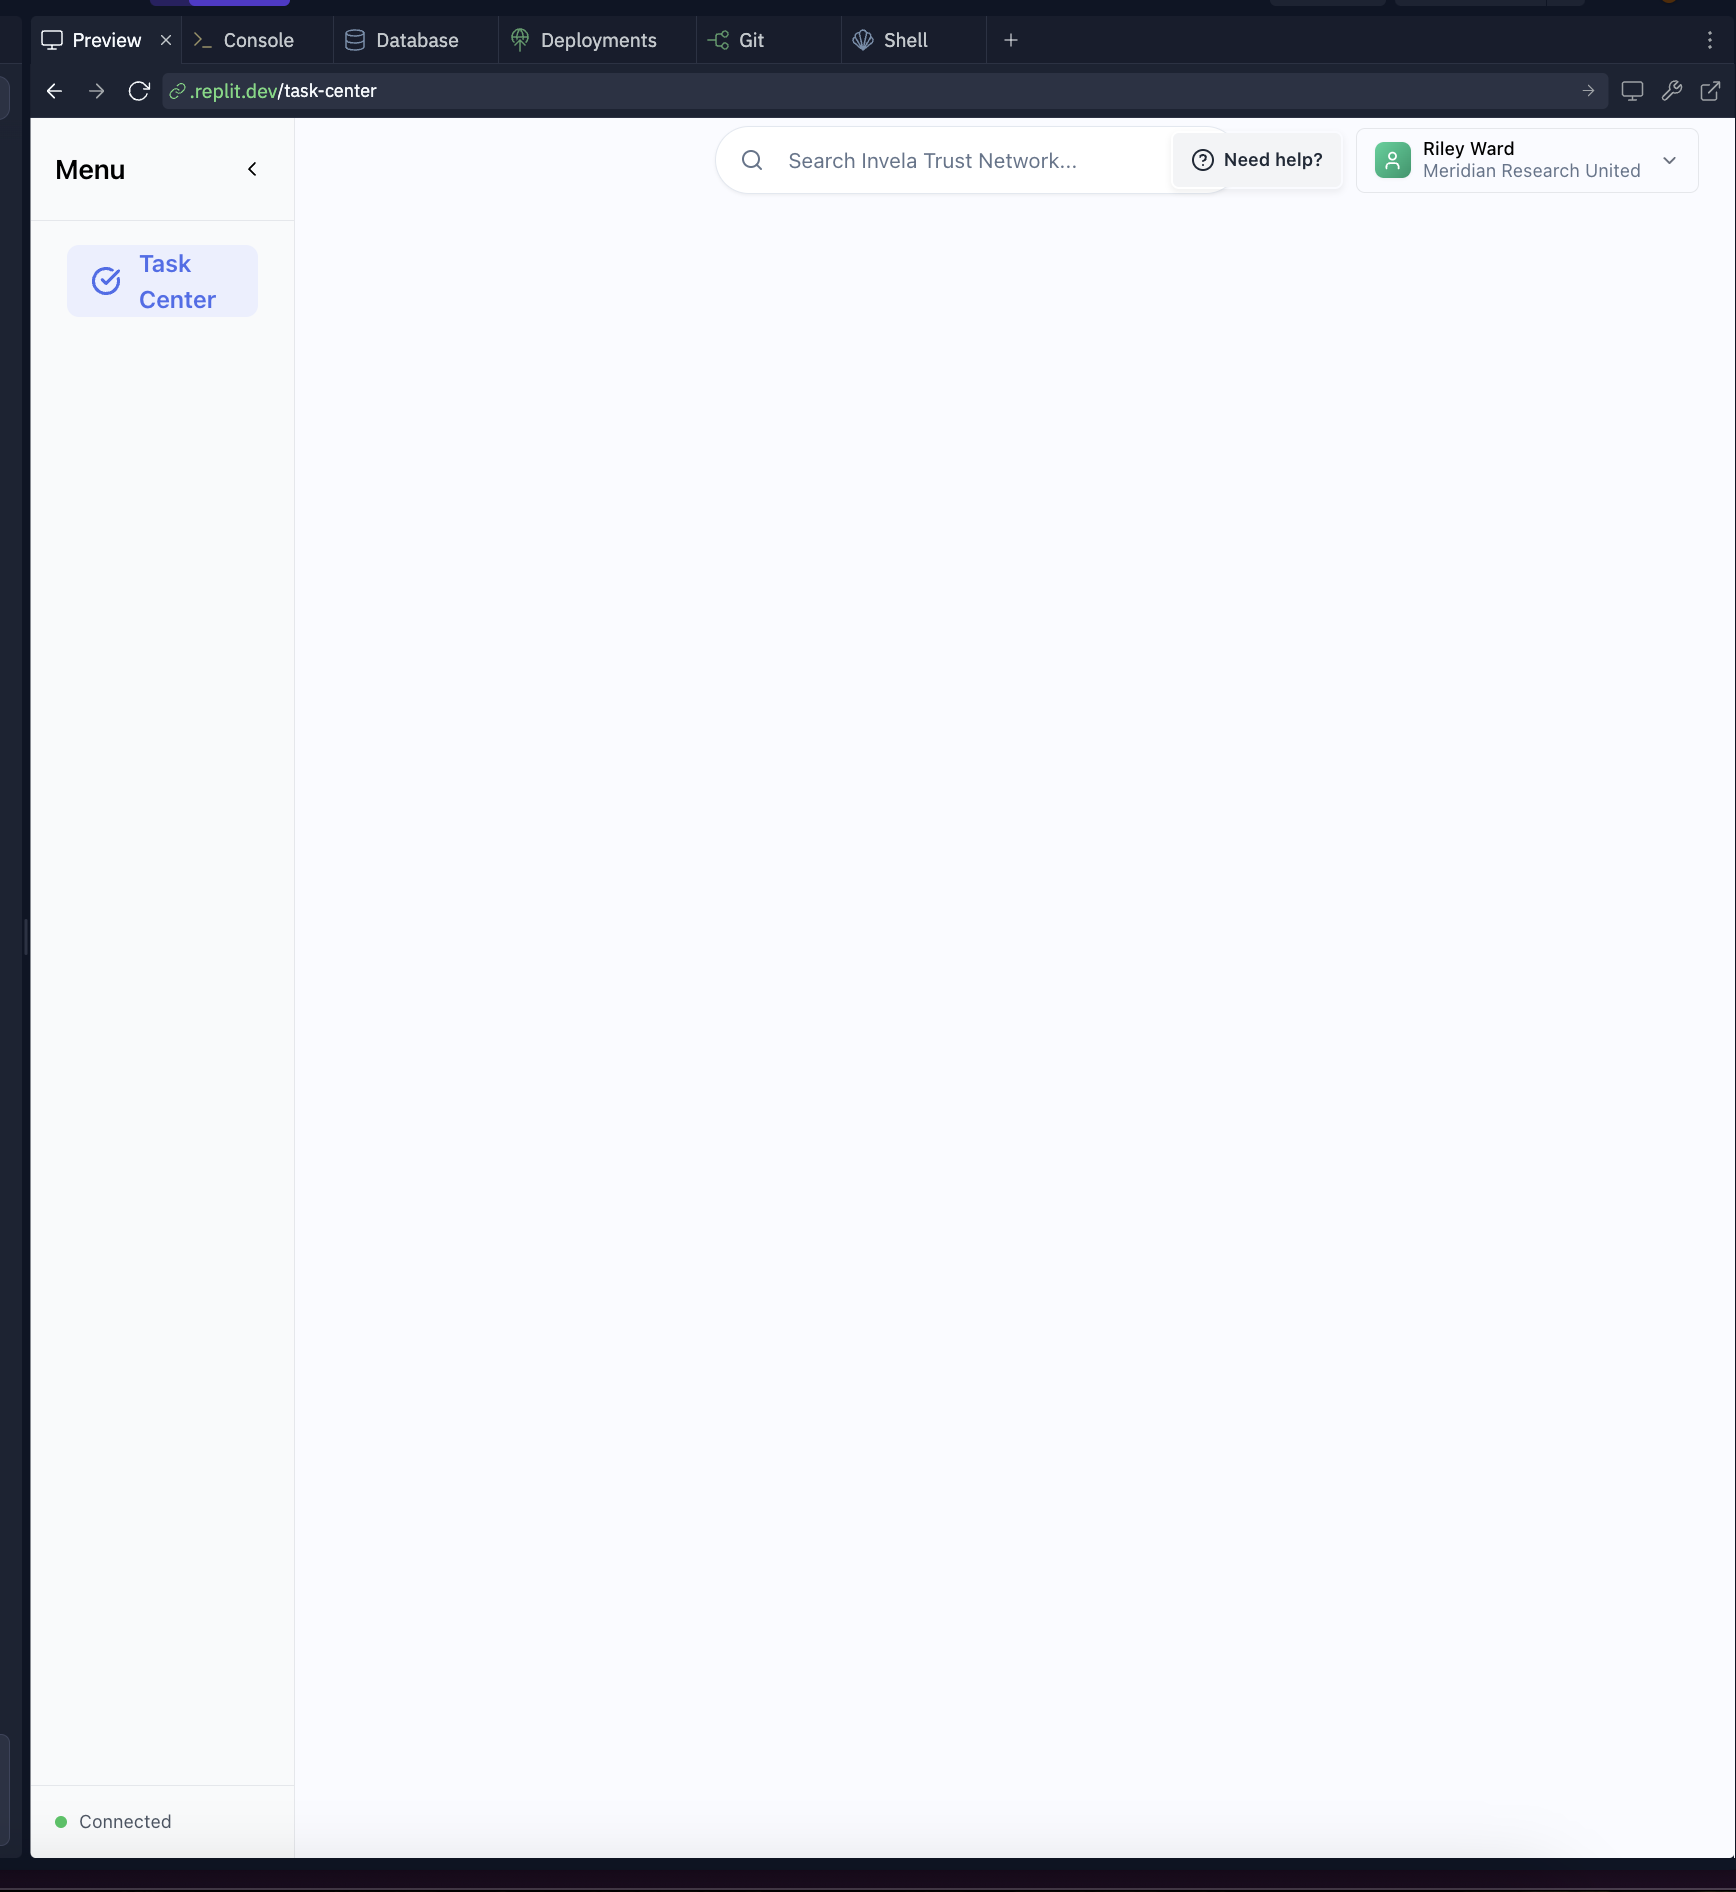 Preview
Console
Database
Deployments
Git
Shell
.replit.dev/task-center
Menu
Search Invela Trust Network...
Need help?
Riley Ward
Meridian Research United
Task
Center
Connected